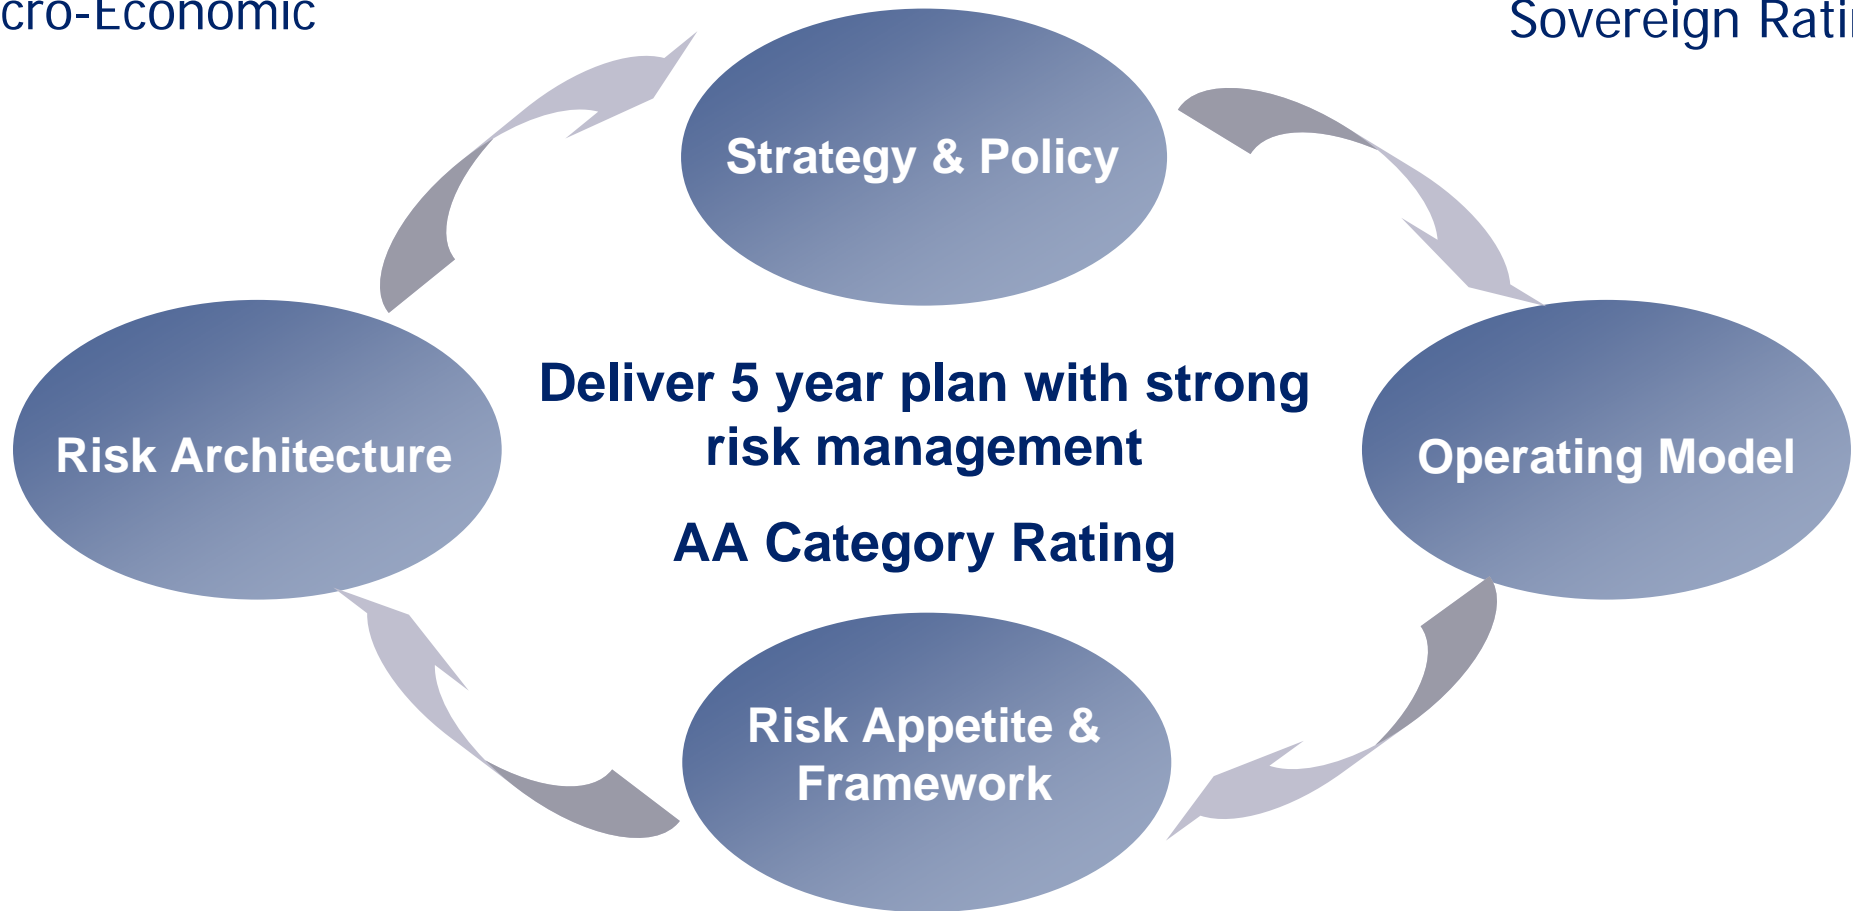 cro-Economic
Sovereign Ratin
Strategy & Policy
Deliver 5 year plan with strong
risk management
Risk Architecture
Operating Model
AA Category Rating
Risk Appetite &
Framework